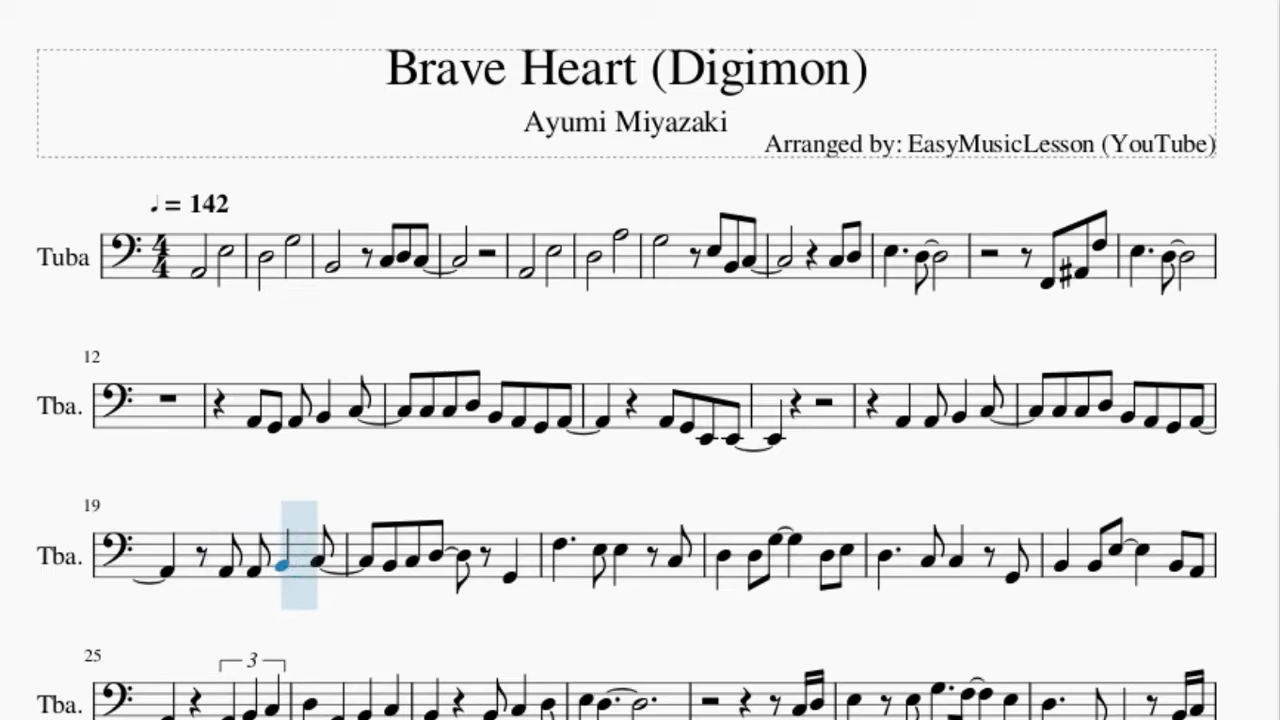 Brave Heart (Digimon)
Ayumi Miyazaki
Arranged by: EasyMusicLesson (YouTube)
♩ = 142
Tuba
4
4
12
Tba.
19
Tba.
25
3
Tba.